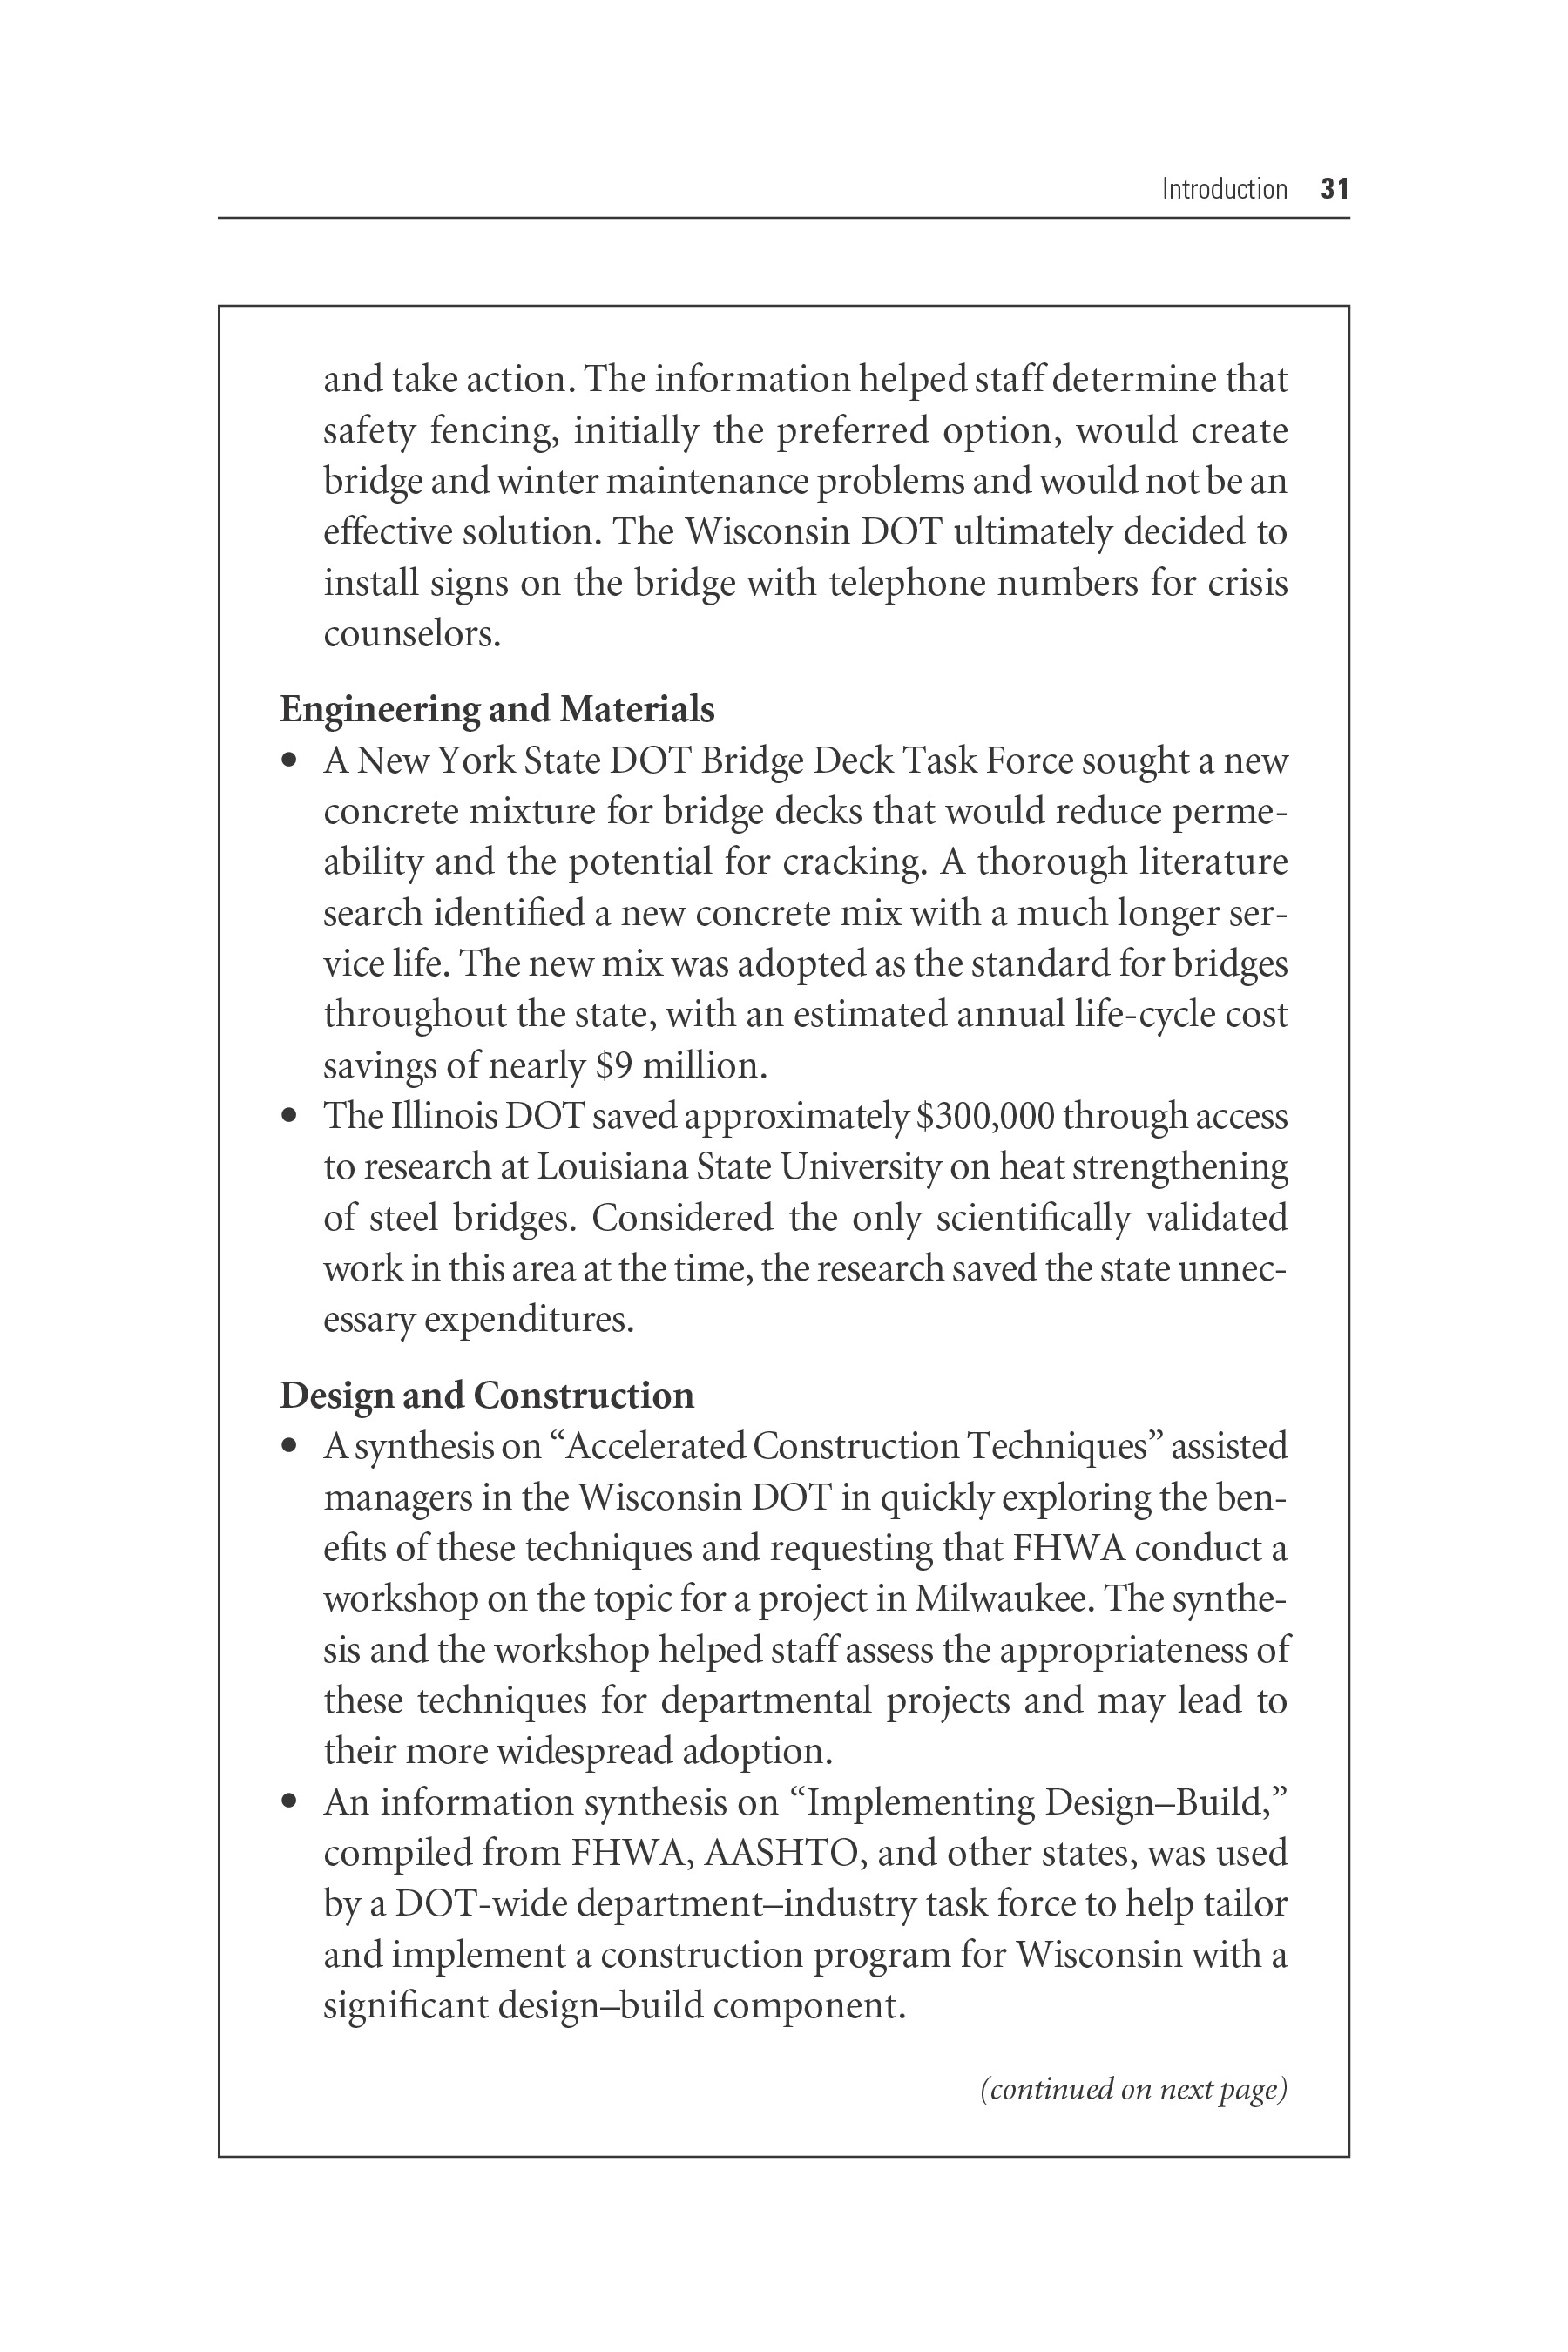 Introduction 31
and take action. The information helped staff determine that
safety fencing, initially the preferred option, would create
bridge and winter maintenance problems and would not be an
effective solution. The Wisconsin DOT ultimately decided to
install signs on the bridge with telephone numbers for crisis
counselors.
Engineering and Materials
• A New York State DOT Bridge Deck Task Force sought a new
concrete mixture for bridge decks that would reduce perme-
ability and the potential for cracking. A thorough literature
search identified a new concrete mix with a much longer ser-
vice life. The new mix was adopted as the standard for bridges
throughout the state, with an estimated annual life-cycle cost
savings of nearly $9 million.
• The Illinois DOT saved approximately $300,000 through access
to research at Louisiana State University on heat strengthening
of steel bridges. Considered the only scientifically validated
work in this area at the time, the research saved the state unnec-
essary expenditures.
Design and Construction
• A synthesis on “Accelerated Construction Techniques” assisted
managers in the Wisconsin DOT in quickly exploring the ben-
efits of these techniques and requesting that FHWA conduct a
workshop on the topic for a project in Milwaukee. The synthe-
sis and the workshop helped staff assess the appropriateness of
these techniques for departmental projects and may lead to
their more widespread adoption.
• An information synthesis on “Implementing Design–Build,”
compiled from FHWA, AASHTO, and other states, was used
by a DOT-wide department–industry task force to help tailor
and implement a construction program for Wisconsin with a
significant design–build component.
(continued on next page)